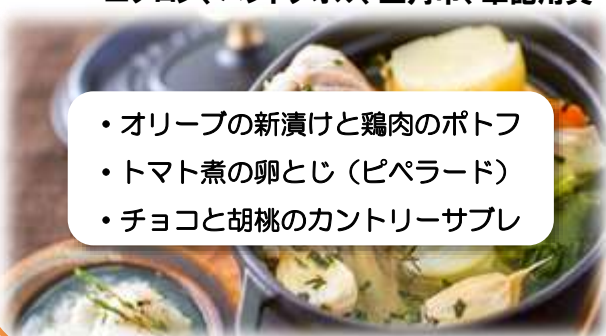 ・オリーブの新漬けと鶏肉のポトフ
・トマト煮の卵とじ（ピペラード）
・チョコと胡桃のカントリーサブレ